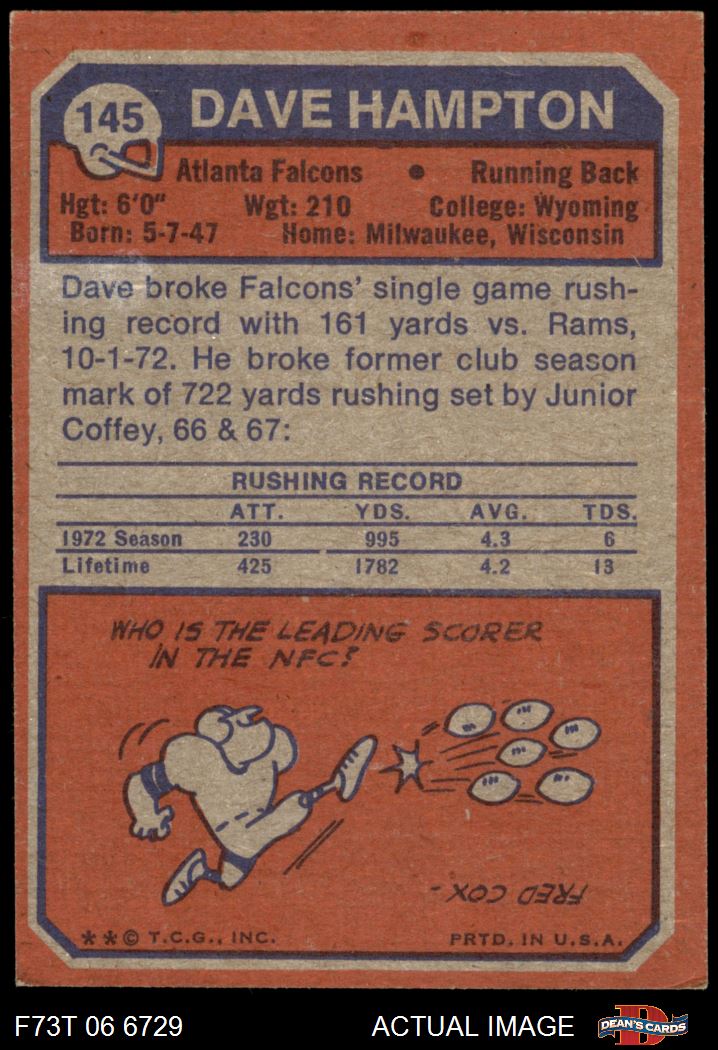 145
DAVE HAMPTON
Atlanta Falcons • Running Back
Hgt: 6'0" Wgt: 210 College: Wyoming
Born: 5-7-47 Home: Milwaukee, Wisconsin
Dave broke Falcons' single game rush-
ing record with 161 yards vs. Rams,
10-1-72. He broke former club season
mark of 722 yards rushing set by Junior
Coffey, 66 & 67:
RUSHING RECORD
ATT. YDS. AVG. TDS.
1972 Season 230 995 4.3 6
Lifetime 425 1782 4.2 13
WHO IS THE LEADING SCORER
IN THE NFC?
FRED COX -
* * © T.C.G., INC. PRTD. IN U.S.A.
F73T 06 6729 ACTUAL IMAGE D DEAN'S CARDS